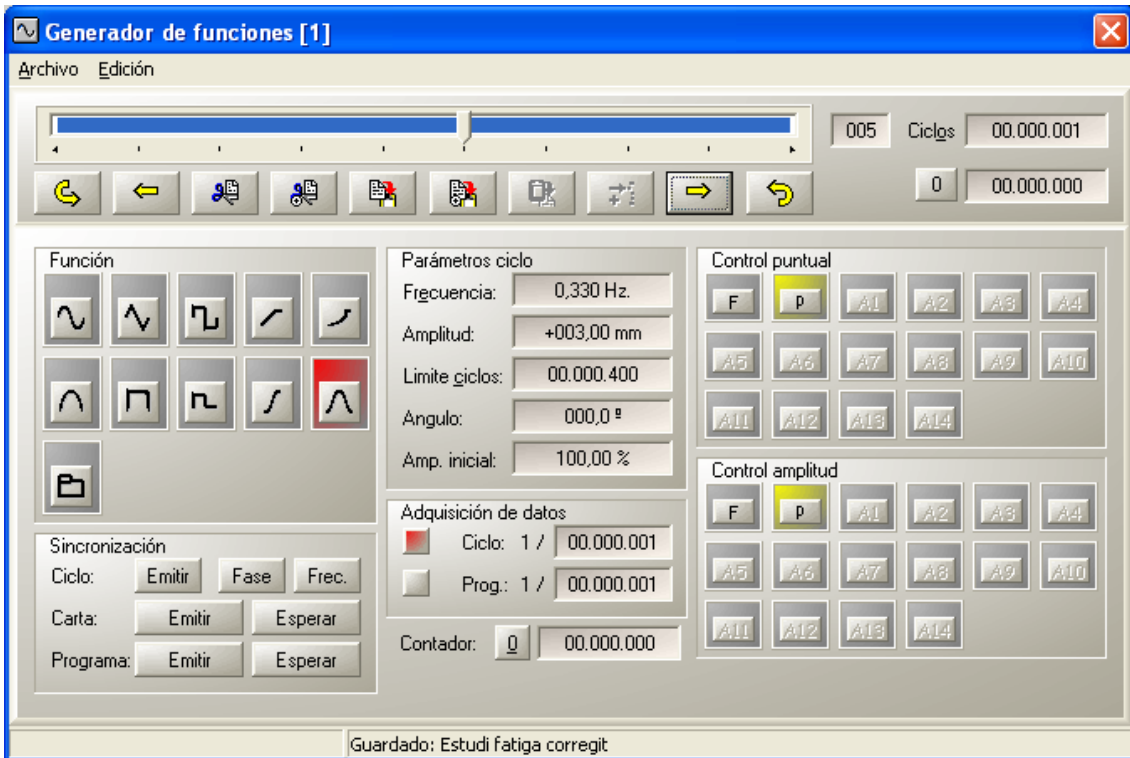 Generador de funciones [1]
Archivo Edición
005 Ciclos 00.000.001
0 00.000.000
Función
Parámetros ciclo
Frecuencia: 0,330 Hz.
Amplitud: +003,00 mm
Limite ciclos: 00.000.400
Angulo: 000,0 º
Amp. inicial: 100,00 %
Control puntual
F P A1 A2 A3 A4
A5 A6 A7 A8 A9 A10
A11 A12 A13 A14
Control amplitud
F P A1 A2 A3 A4
A5 A6 A7 A8 A9 A10
A11 A12 A13 A14
Sincronización
Ciclo: Emitir Fase Frec.
Carta: Emitir Esperar
Programa: Emitir Esperar
Adquisición de datos
Ciclo: 1 / 00.000.001
Prog.: 1 / 00.000.001
Contador: 0 00.000.000
Guardado: Estudi fatiga corregit